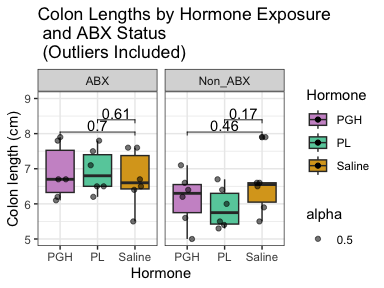 Colon Lengths by Hormone Exposure
and ABX Status
(Outliers Included)
ABX
Non_ABX
Colon length (cm)
9
8
7
6
5
0.61
0.7
0.17
0.46
PGH PL Saline
PGH PL Saline
Hormone
Hormone
PGH
PL
Saline
alpha
0.5